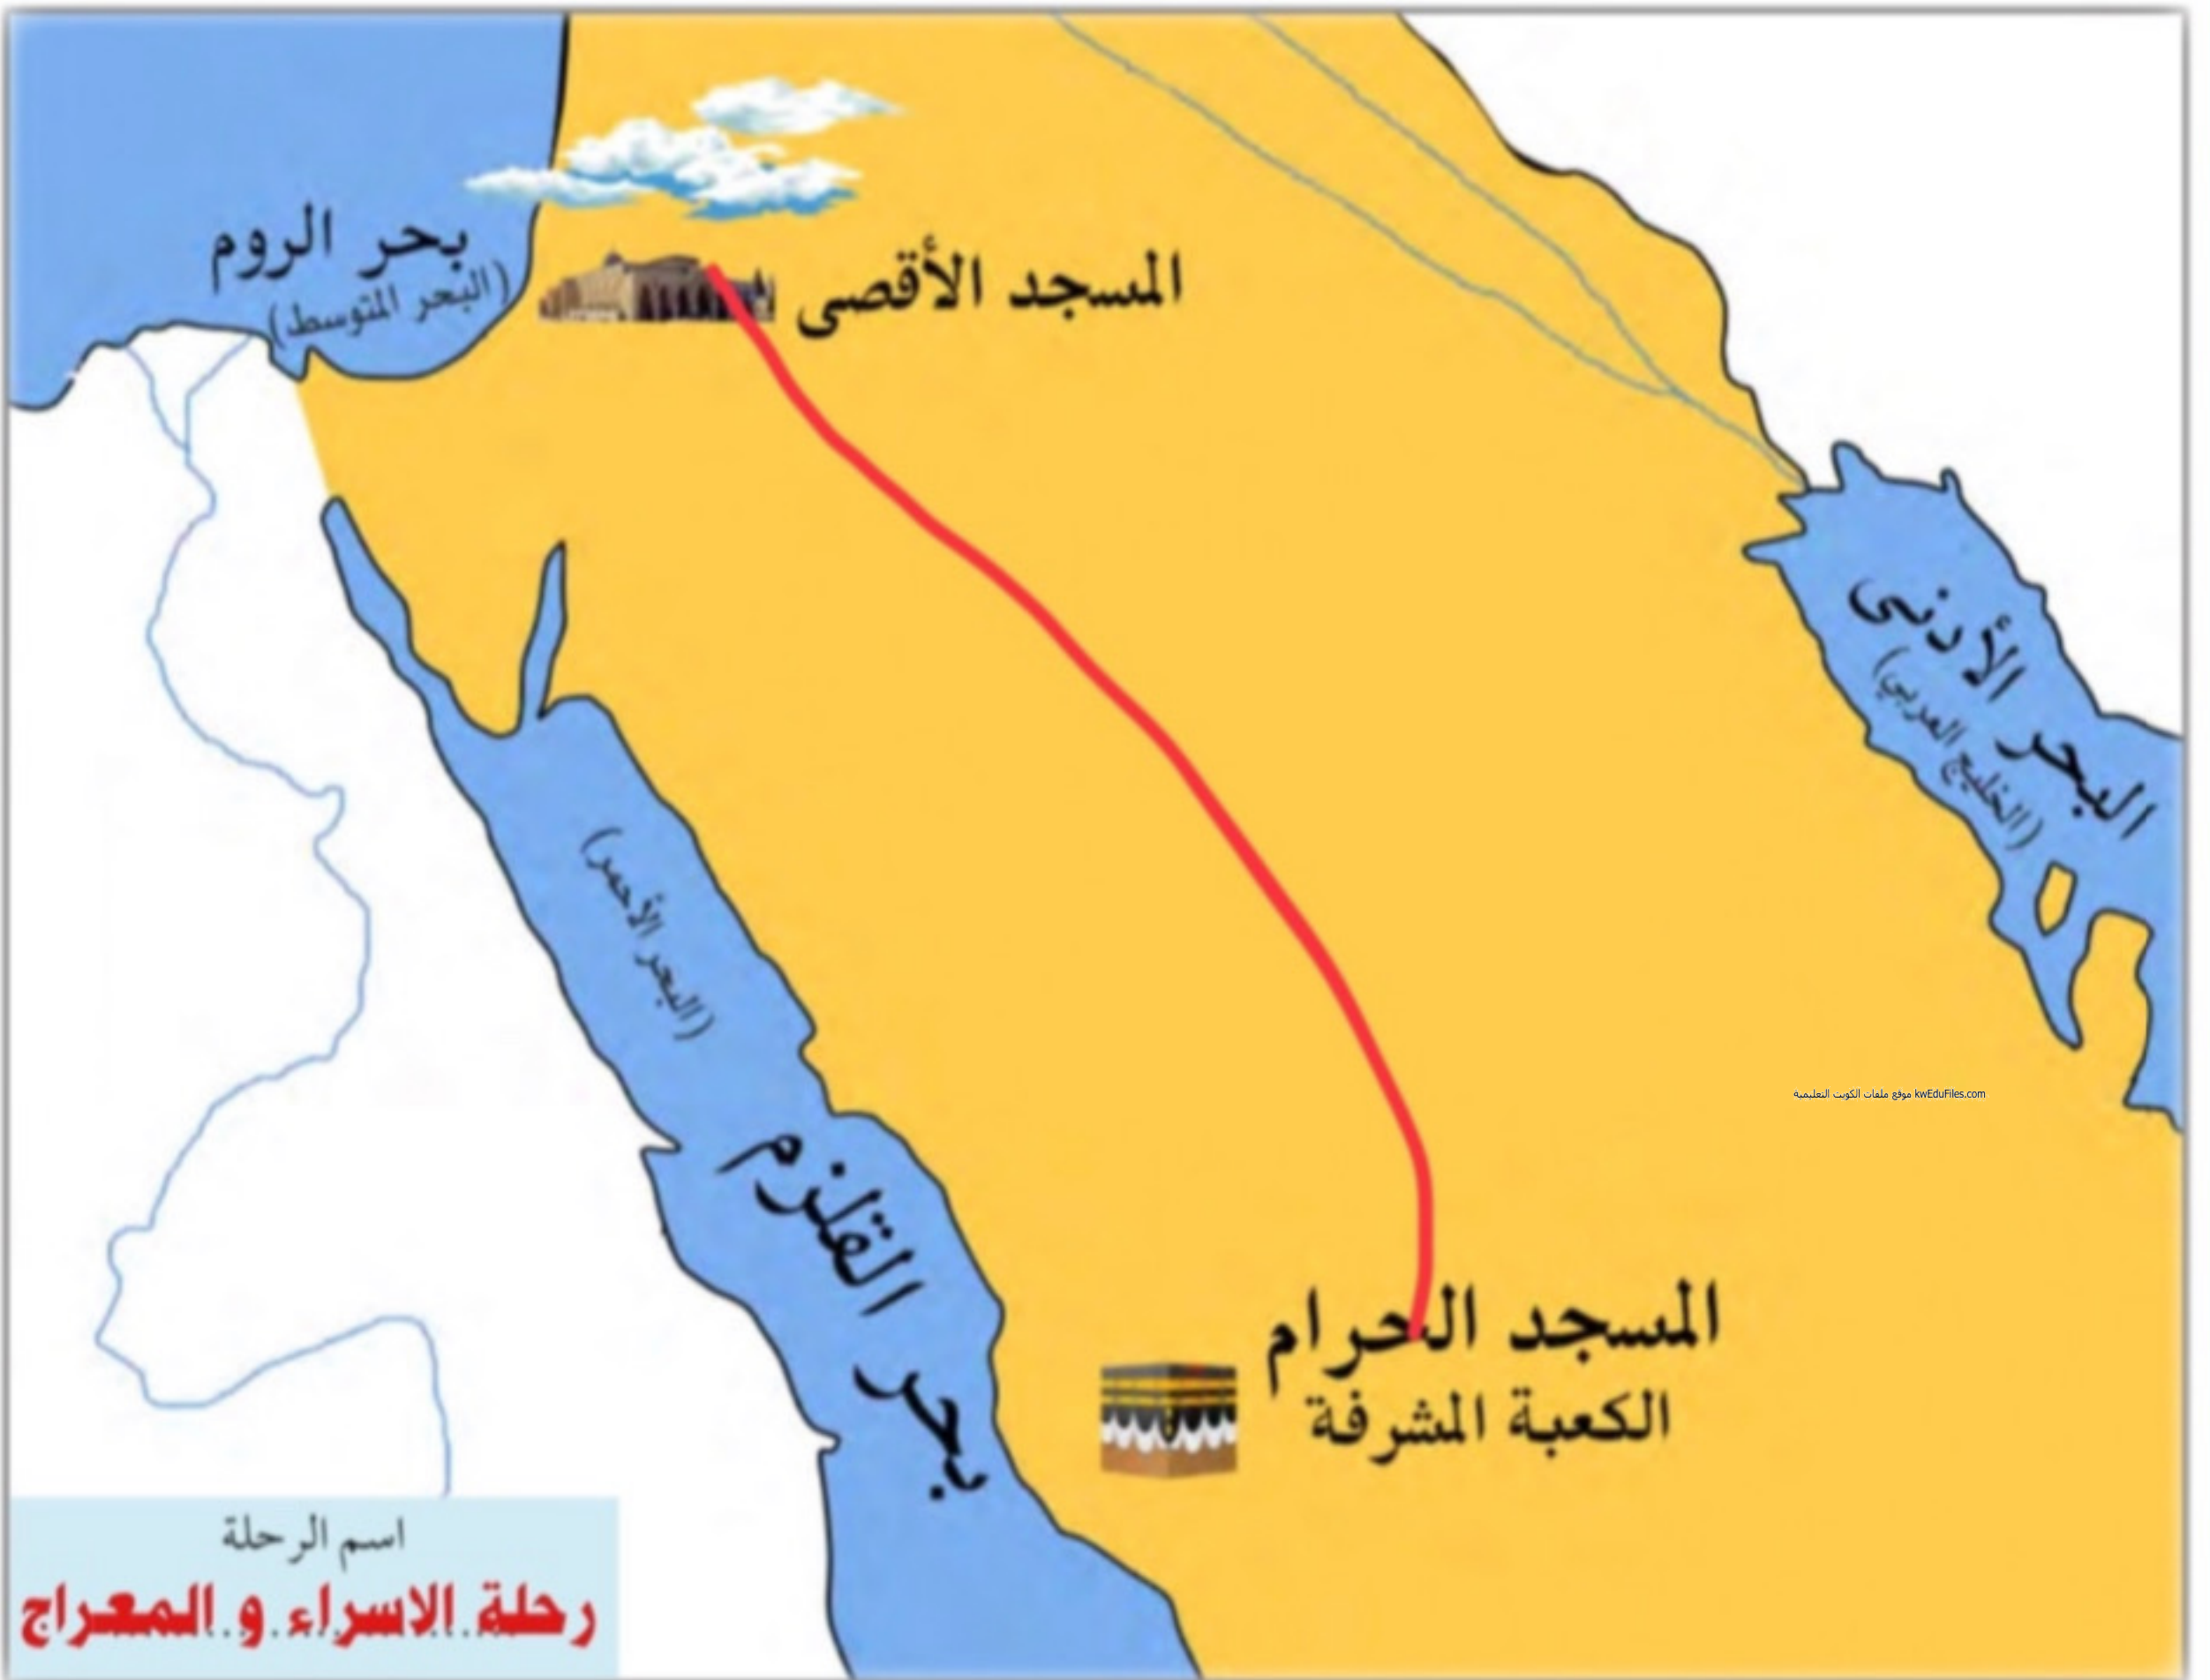 بحر الروم
(البحر المتوسط)
المسجد الأقصى
البحر الأدنى
(الخليج العربي)
(البحر الأحمر)
بحر القلزم
موقع ملفات الكويت التعليمية kwEduFiles.com
المسجد الحرام
الكعبة المشرفة
اسم الرحلة
رحلة الاسراء و المعراج